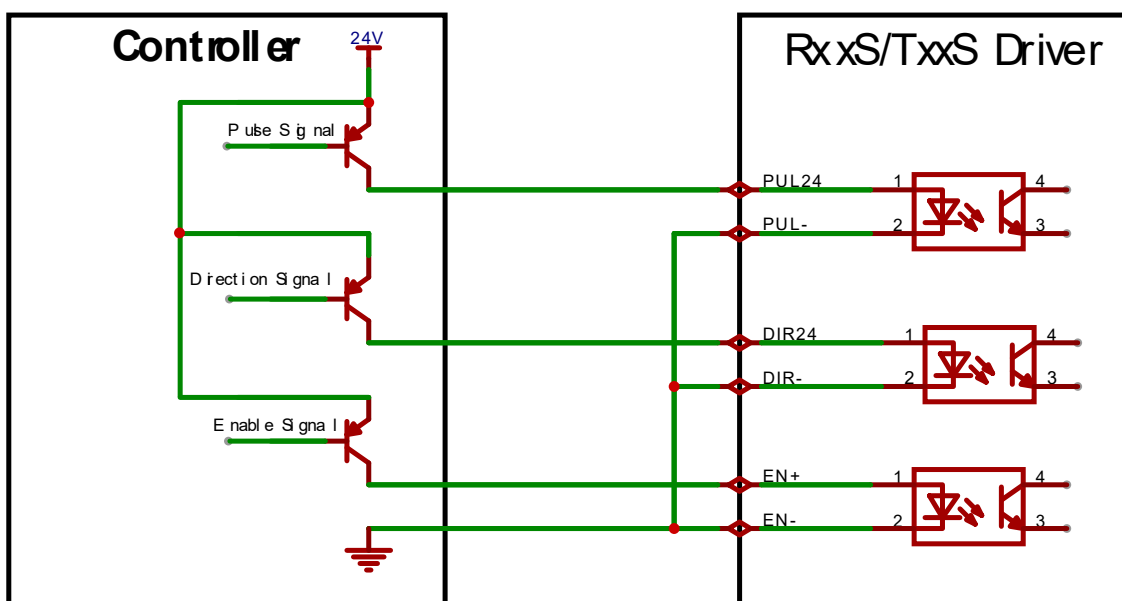 Controller
RxxS/TxxS Driver
24V
Pulse Signal
PUL24
1
4
PUL-
2
3
Direction Signal
DIR24
1
4
DIR-
2
3
Enable Signal
EN+
1
4
EN-
2
3